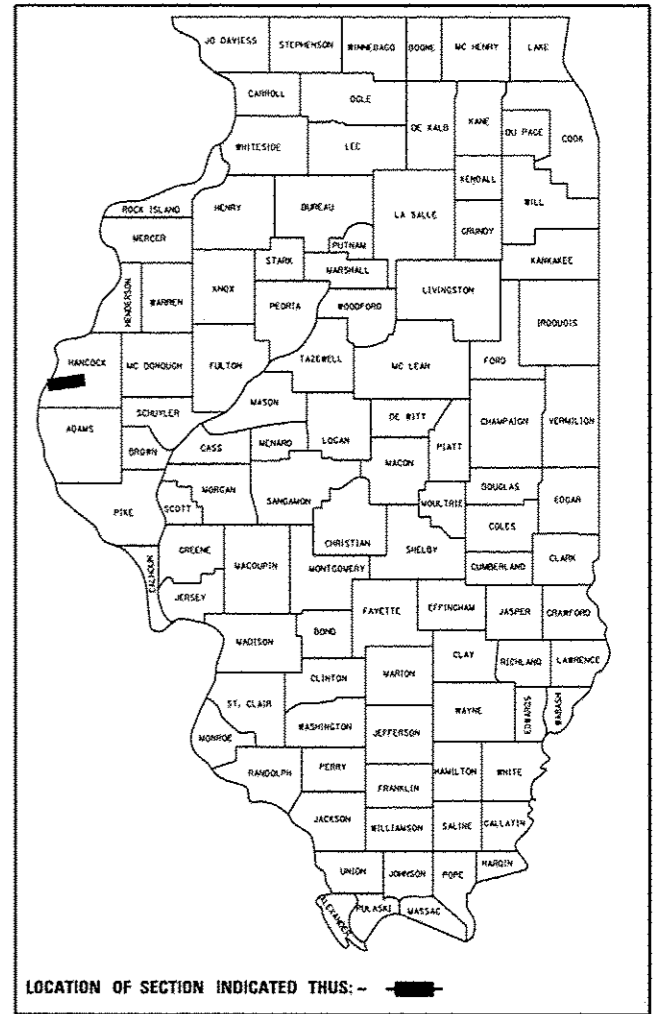 JO DAVIESS STEPHENSON WINNEBAGO BOONE MC HENRY LAKE
CARROLL OGLE DE KALB KANE DU PAGE COOK
WHITESIDE LEE KENDALL WILL
ROCK ISLAND HENRY BUREAU LA SALLE GRUNDY
MERCER PUTNAM KANKAKEE
STARK MARSHALL
HENDERSON WARREN KNOX PEORIA WOODFORD LIVINGSTON IROQUOIS
HANCOCK MC DONOUGH FULTON TAZEWELL MC LEAN FORD
SCHUYLER MASON
ADAMS BROWN CASS MENARD LOGAN DE WITT PIATT CHAMPAIGN VERMILION
MACON
PIKE SCOTT MORGAN SANGAMON MOULTRIE DOUGLAS EDGAR
CHRISTIAN COLES
CALHOUN GREENE MACOUPIN MONTGOMERY SHELBY CUMBERLAND CLARK
JERSEY FAYETTE EFFINGHAM JASPER CRAWFORD
MADISON BOND
CLINTON MARION CLAY RICHLAND LAWRENCE
ST. CLAIR WASHINGTON JEFFERSON WAYNE EDWARDS WABASH
MONROE
RANDOLPH PERRY FRANKLIN HAMILTON WHITE
JACKSON WILLIAMSON SALINE GALLATIN
UNION JOHNSON POPE HARDIN
ALEXANDER PULASKI MASSAC
LOCATION OF SECTION INDICATED THUS: -